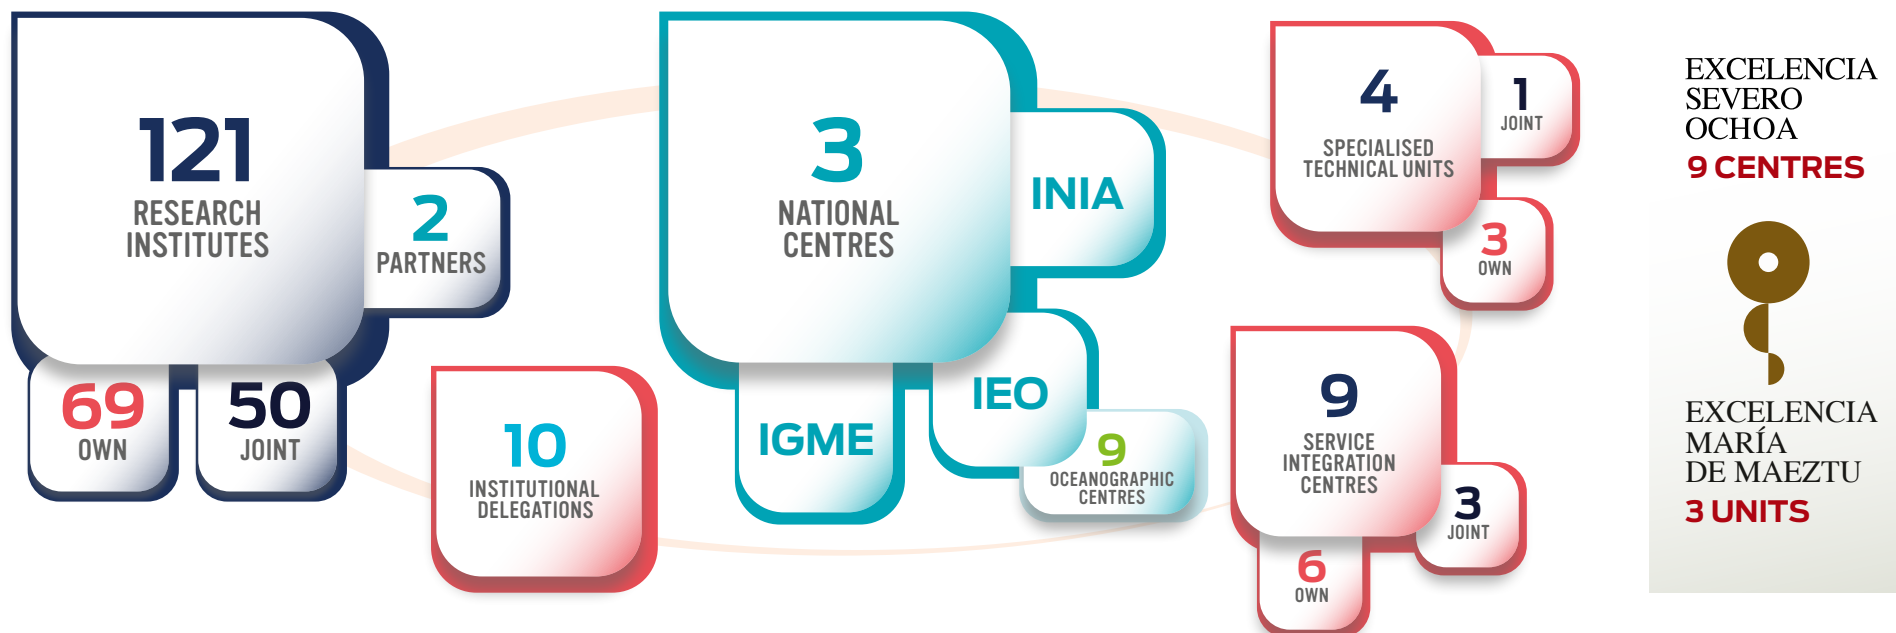 121
RESEARCH
INSTITUTES
2
PARTNERS
69
OWN
50
JOINT
10
INSTITUTIONAL
DELEGATIONS
3
NATIONAL
CENTRES
INIA
IEO
IGME
9
OCEANOGRAPHIC
CENTRES
4
SPECIALISED
TECHNICAL UNITS
1
JOINT
3
OWN
9
SERVICE
INTEGRATION
CENTRES
3
JOINT
6
OWN
EXCELENCIA
SEVERO
OCHOA
9 CENTRES
EXCELENCIA
MARÍA
DE MAEZTU
3 UNITS